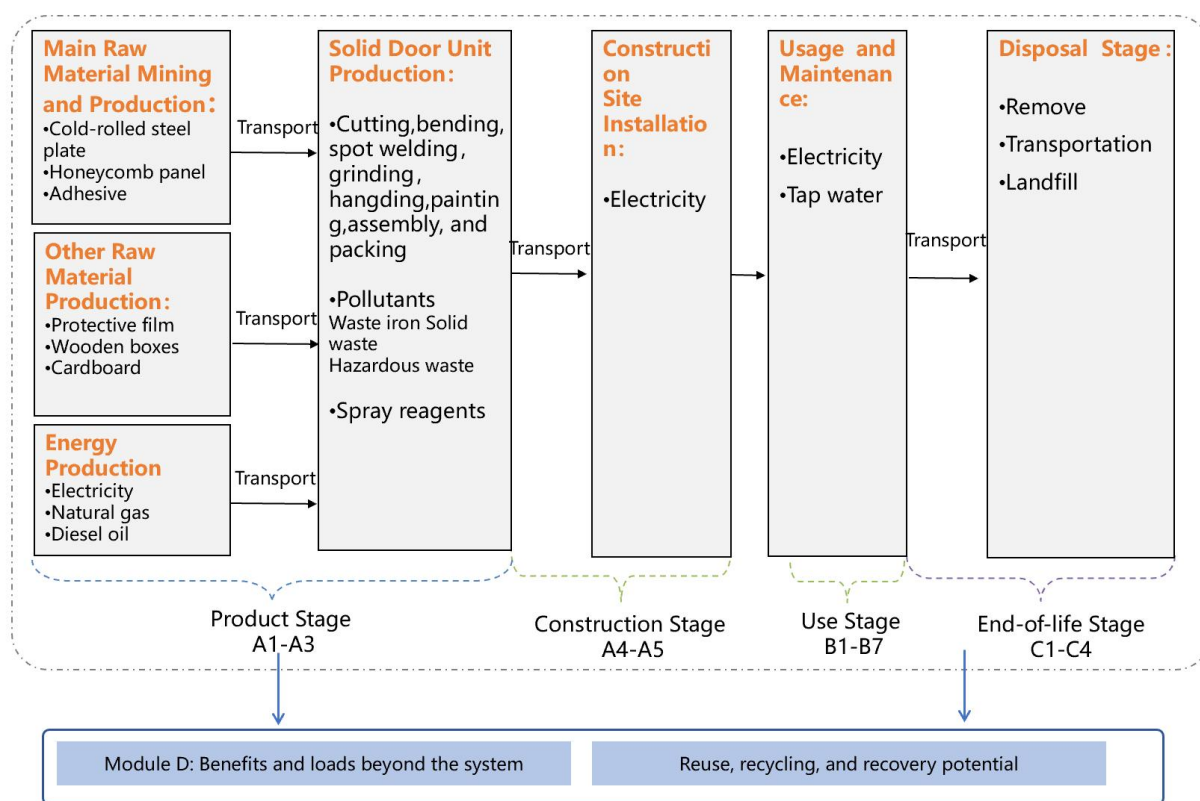 Main Raw
Material Mining
and Production:
•Cold-rolled steel
plate
•Honeycomb panel
•Adhesive
Transport
Other Raw
Material
Production:
•Protective film
•Wooden boxes
•Cardboard
Transport
Energy
Production
•Electricity
•Natural gas
•Diesel oil
Transport
Solid Door Unit
Production:
•Cutting,bending,
spot welding,
grinding,
hangding,paintin
g,assembly, and
packing
•Pollutants
Waste iron Solid
waste
Hazardous waste
•Spray reagents
Transport
Constructi
on
Site
Installatio
n:
•Electricity
Usage and
Maintenan
ce:
•Electricity
•Tap water
Transport
Disposal Stage:
•Remove
•Transportation
•Landfill
Product Stage
A1-A3
Construction Stage
A4-A5
Use Stage
B1-B7
End-of-life Stage
C1-C4
Module D: Benefits and loads beyond the system
Reuse, recycling, and recovery potential